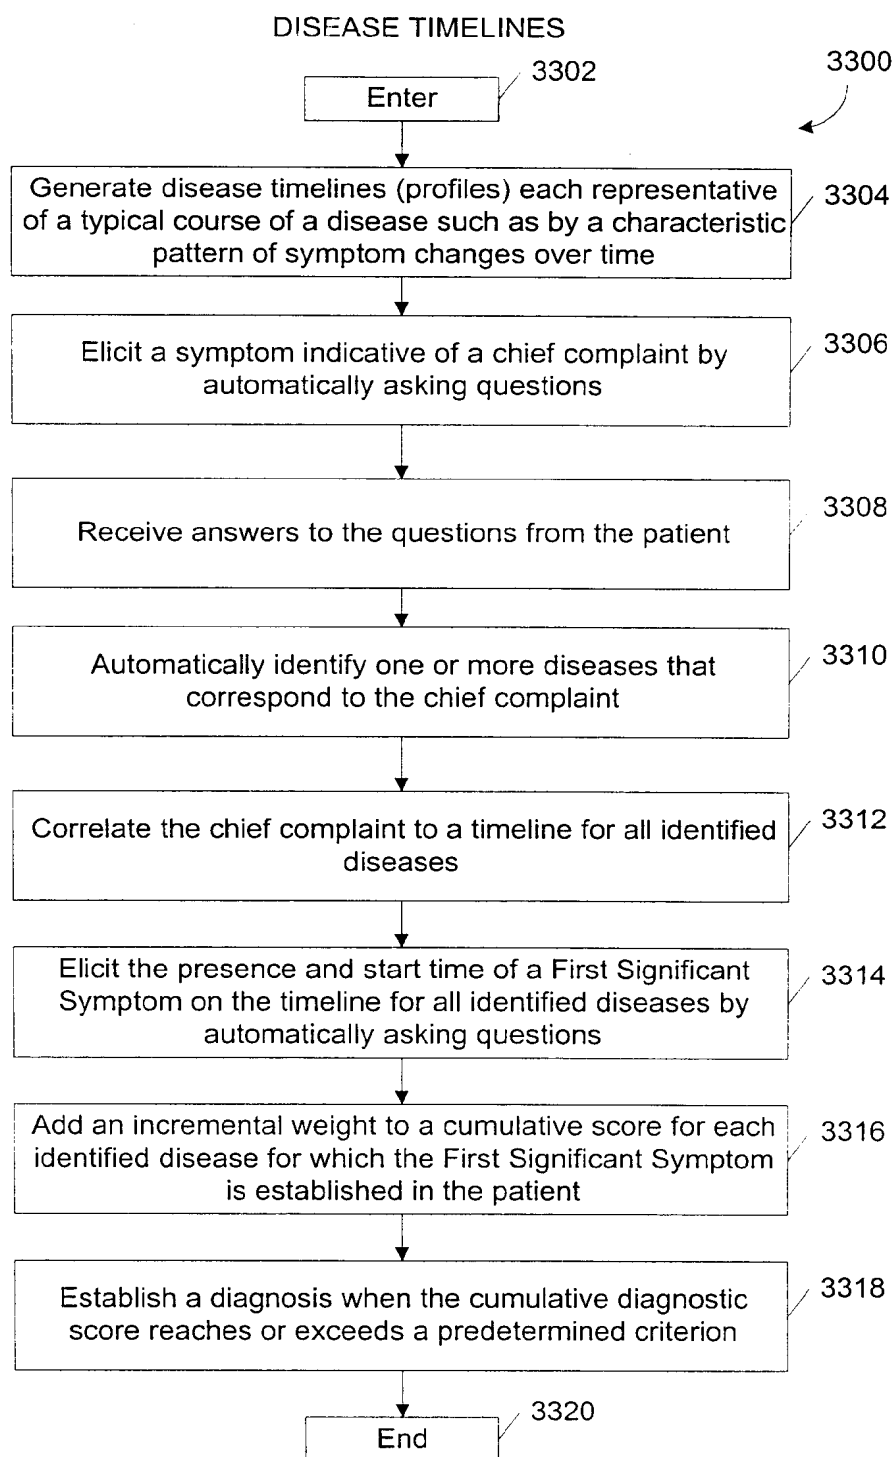 DISEASE TIMELINES
3302
3300
Enter
Generate disease timelines (profiles) each representative
of a typical course of a disease such as by a characteristic
pattern of symptom changes over time
3304
Elicit a symptom indicative of a chief complaint by
automatically asking questions
3306
Receive answers to the questions from the patient
3308
Automatically identify one or more diseases that
correspond to the chief complaint
3310
Correlate the chief complaint to a timeline for all identified
diseases
3312
Elicit the presence and start time of a First Significant
Symptom on the timeline for all identified diseases by
automatically asking questions
3314
Add an incremental weight to a cumulative score for each
identified disease for which the First Significant Symptom
is established in the patient
3316
Establish a diagnosis when the cumulative diagnostic
score reaches or exceeds a predetermined criterion
3318
3320
End